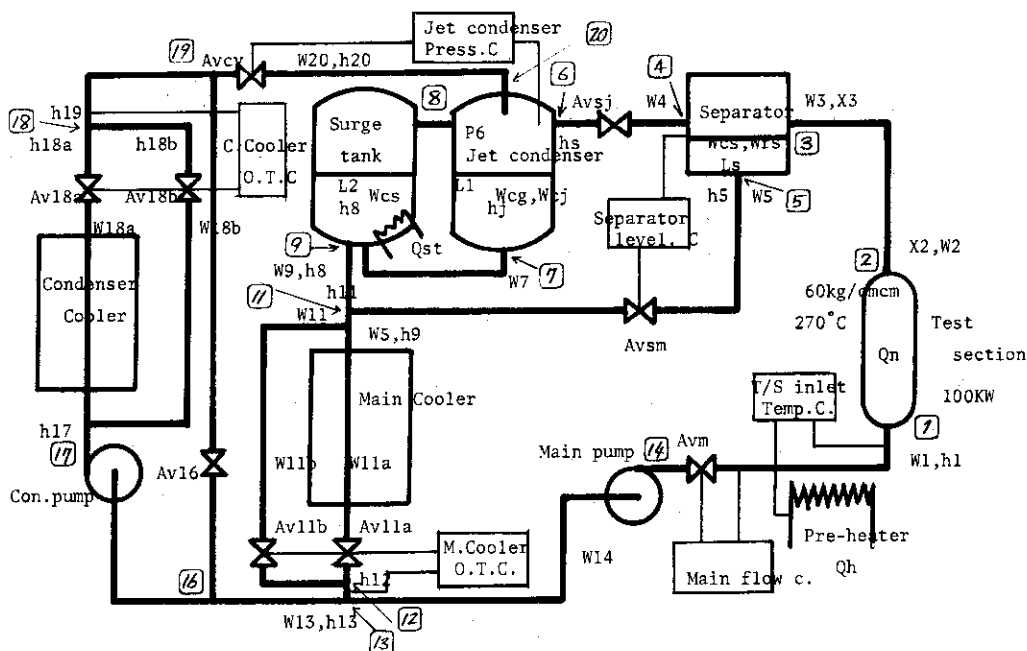 Jet condenser
Press.C
19
Avcv
W20,h20
20
6
Avsj
4
W4
Separator
W3,X3
3
Wcs,Wrs
Ls
h5
W5
5
h19
18
h18a
h18b
C Cooler
O.T.C
Av18a
Av18b
W18a
W18b
Surge
tank
L2
h8
Wcs
8
P6
Jet condenser
hs
L1
Wcg,Wcj
hj
Qst
9
W9,h8
W7
7
Separator
level. C
X2,W2
2
60kg/cmcm
270°C
Test
section
Qn
100KW
h11
11
W11
W5,h9
Avsm
Condenser
Cooler
Main Cooler
T/S inlet
Temp.C.
1
W1,h1
h17
17
Con.pump
Av16
W11b
W11a
Main pump
14
Avm
Av11b
Av11a
M.Cooler
O.T.C.
h12
12
W14
Pre-heater
Qh
Main flow c.
16
W13,h13
13